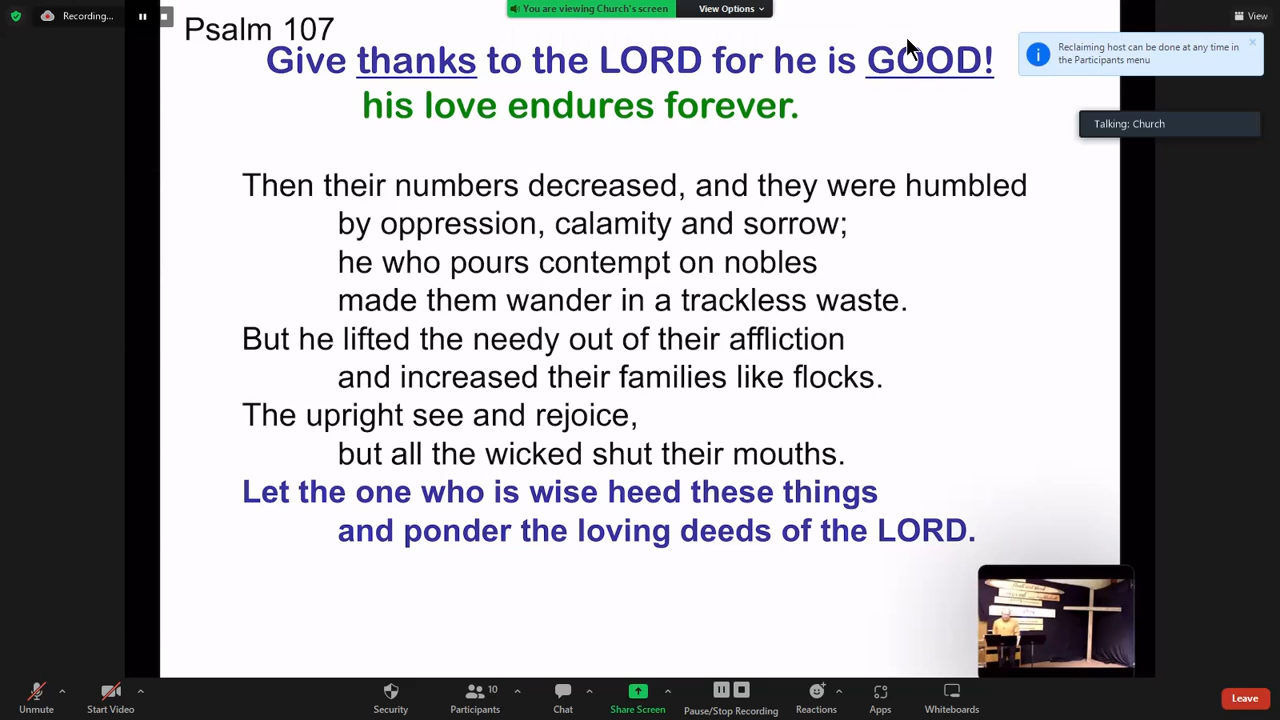 Recording...
You are viewing Church's screen
View Options
View
Psalm 107
Give thanks to the LORD for he is GOOD!
his love endures forever.
Reclaiming host can be done at any time in
the Participants menu
Talking: Church
Then their numbers decreased, and they were humbled
by oppression, calamity and sorrow;
he who pours contempt on nobles
made them wander in a trackless waste.
But he lifted the needy out of their affliction
and increased their families like flocks.
The upright see and rejoice,
but all the wicked shut their mouths.
Let the one who is wise heed these things
and ponder the loving deeds of the LORD.
Unmute
Start Video
Security
Participants 10
Chat
Share Screen
Pause/Stop Recording
Reactions
Apps
Whiteboards
Leave